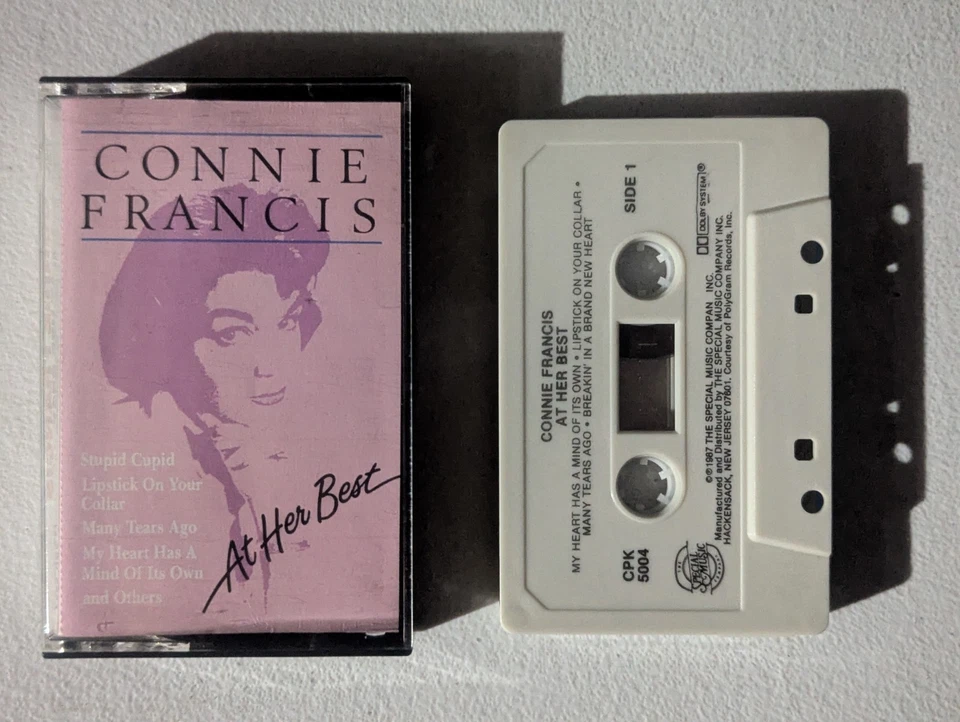 CONNIE
FRANCIS
Stupid Cupid
Lipstick On Your
Collar
Many Tears Ago
My Heart Has A
Mind Of Its Own
and Others
At Her Best
CONNIE FRANCIS
AT HER BEST
MY HEART HAS A MIND OF ITS OWN • LIPSTICK ON YOUR COLLAR •
MANY TEARS AGO • BREAKIN' IN A BRAND NEW HEART
SIDE 1
CPK
5004
DOLBY SYSTEM®
©℗1987 THE SPECIAL MUSIC COMPAN INC.
Manufactured and Distributed by THE SPECIAL MUSIC COMPANY INC.
HACKENSACK, NEW JERSEY 07601. Courtesy of PolyGram Records, Inc.
THE
SPECIAL
MUSIC
COMPANY